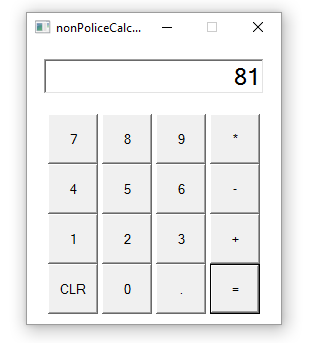 nonPoliceCalc...
81
7 8 9 *
4 5 6 -
1 2 3 +
CLR 0 . =